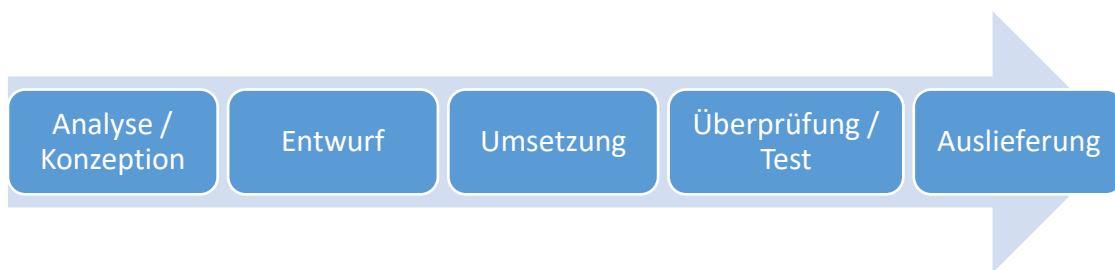 Analyse /
Konzeption
Entwurf
Umsetzung
Überprüfung /
Test
Auslieferung